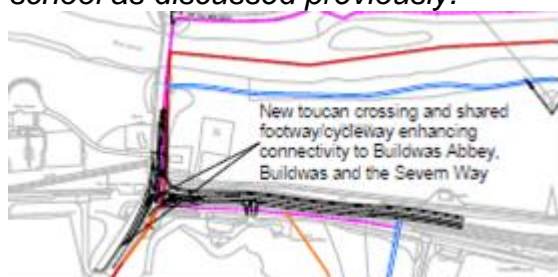 school as discussed previously.
New toucan crossing and shared
footway/cycleway enhancing
connectivity to Buildwas Abbey,
Buildwas and the Severn Way